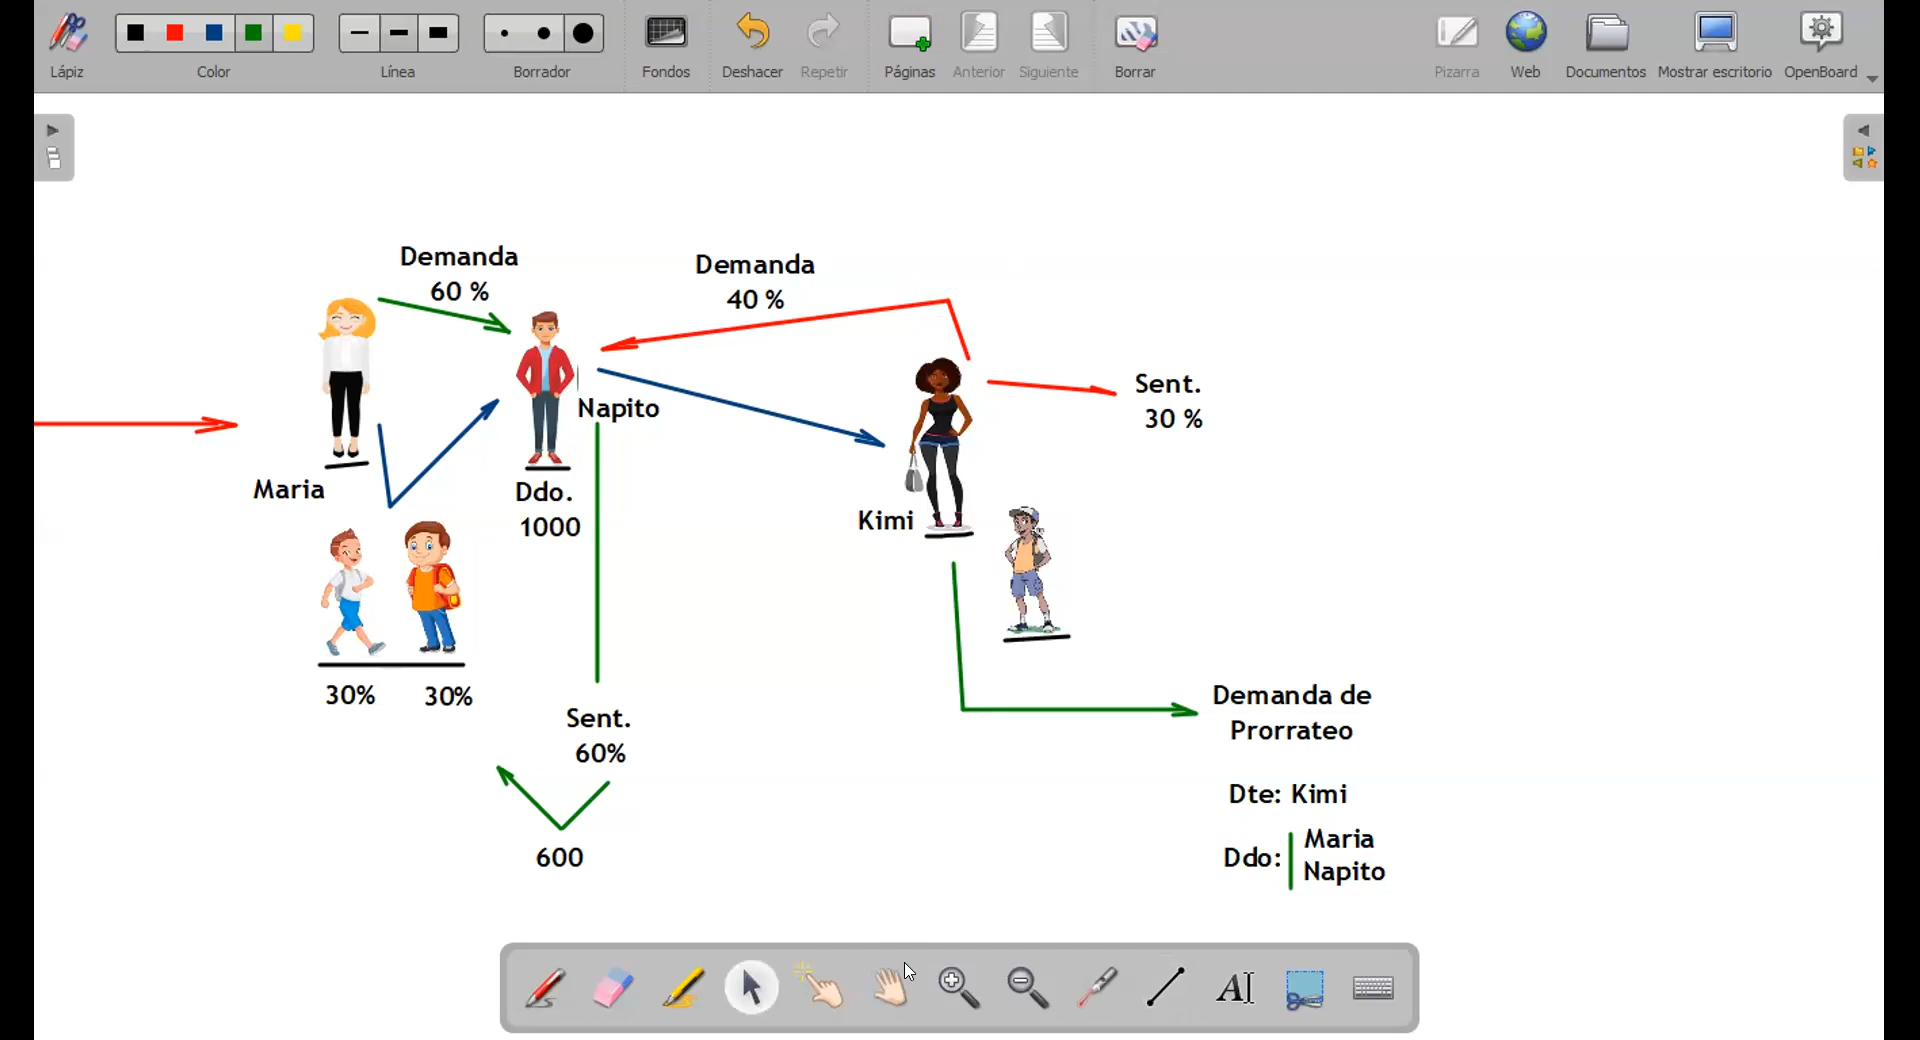 Lápiz
Color
Línea
Borrador
Fondos
Deshacer
Repetir
Páginas
Anterior
Siguiente
Borrar
Pizarra
Web
Documentos
Mostrar escritorio
OpenBoard
Demanda
60 %
Demanda
40 %
Sent.
30 %
Napito
Maria
Ddo.
1000
Kimi
30%
30%
Sent.
60%
600
Demanda de
Prorrateo
Dte: Kimi
Ddo:
Maria
Napito